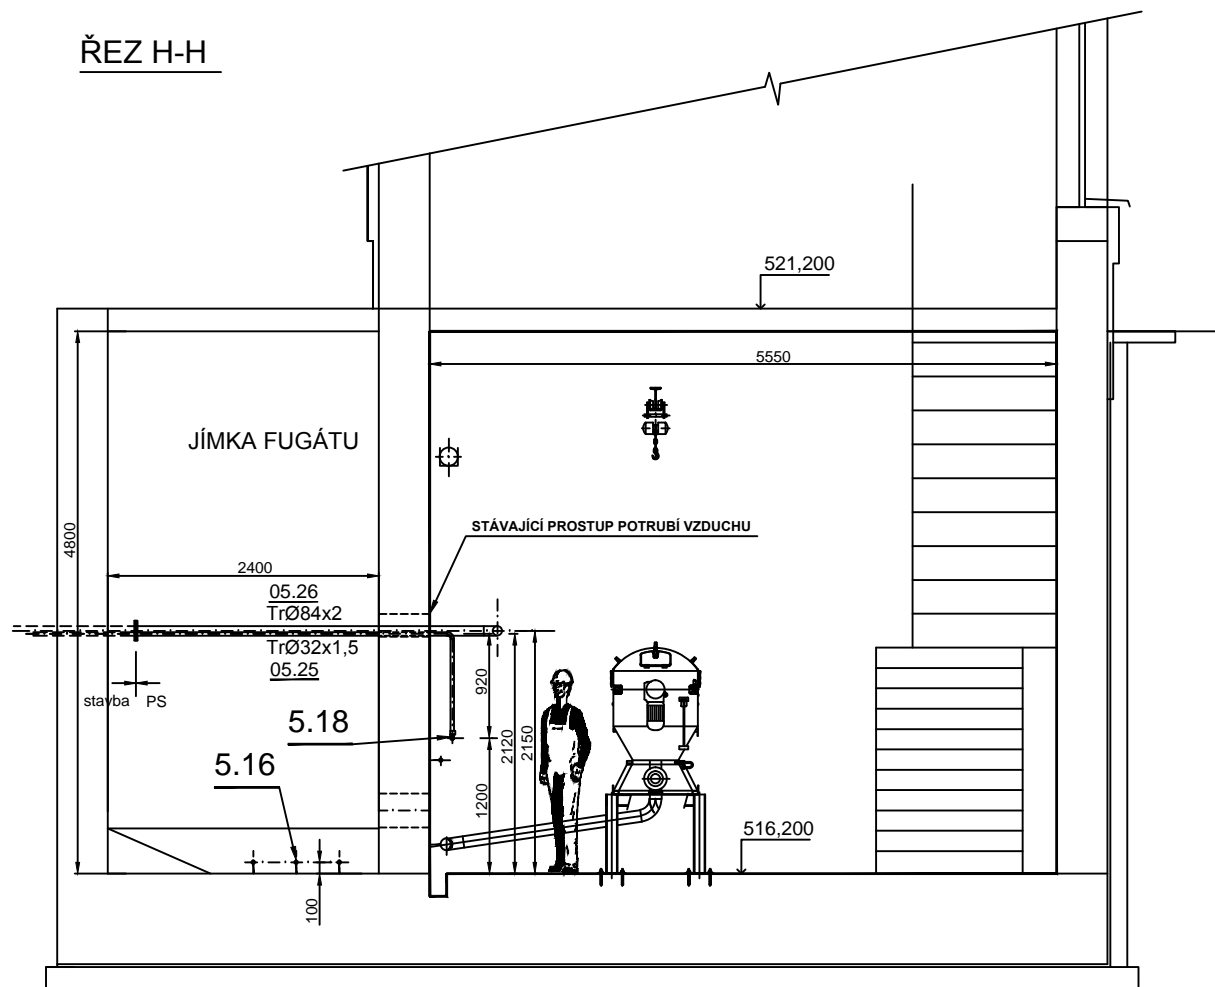 ŘEZ H-H
521,200
5550
JÍMKA FUGÁTU
STÁVAJÍCÍ PROSTUP POTRUBÍ VZDUCHU
4800
2400
05.26
TrØ84x2
TrØ32x1,5
05.25
stavba PS
920
2120
2150
5.18
5.16
1200
516,200
100